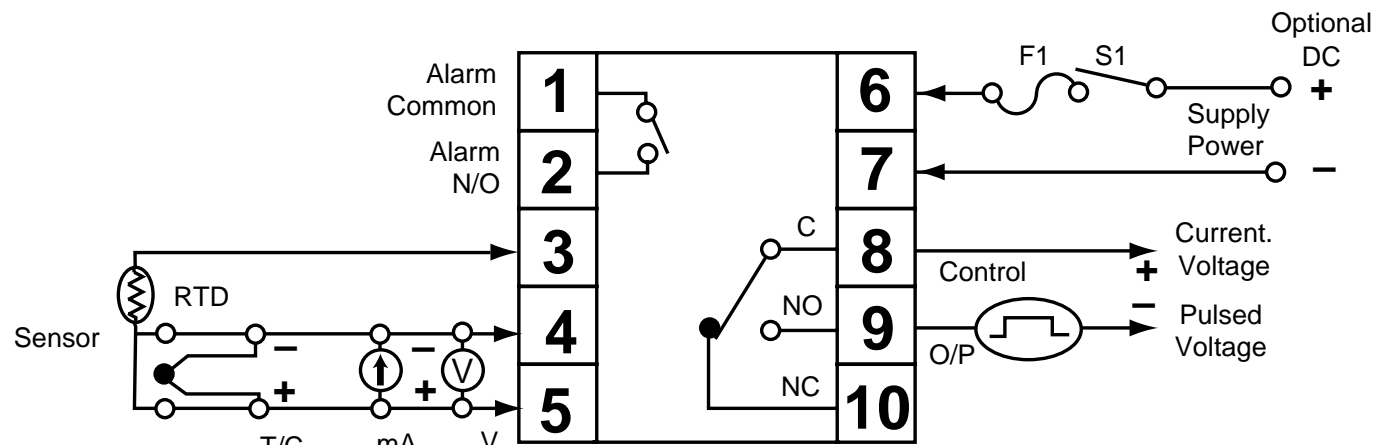 Optional
DC
F1 S1
+
Alarm
Common
1
6
Supply
Power
Alarm
N/O
2
7
−
C
3
8
Control
Current.
Voltage
+
RTD
Sensor
4
NO
9
O/P
−
Pulsed
Voltage
−
+
−
+
V
5
NC
10
T/C mA V